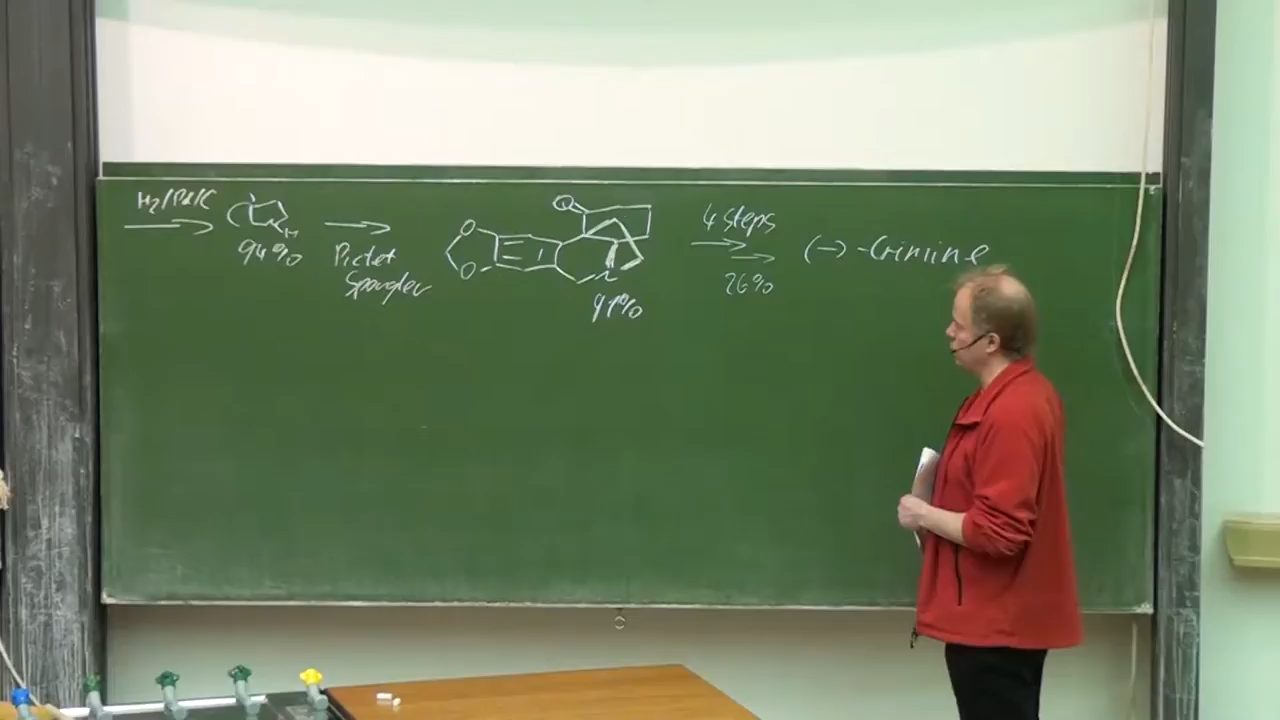 H2/Pd/C
H
94%
Pictet
Spengler
O
O
O
N
91%
4 steps
26%
(-)-Crinine